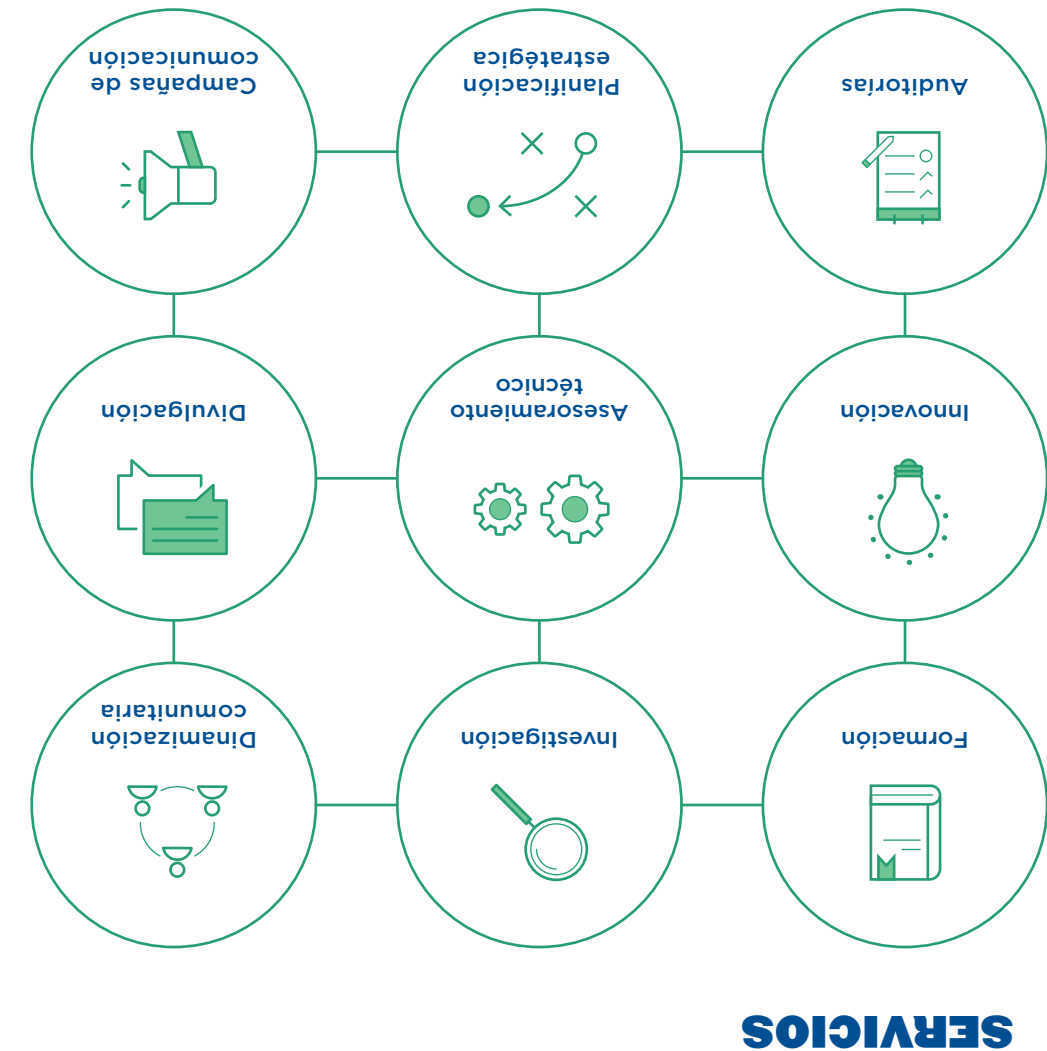 SERVICIOS
Formación
Investigación
Dinamización
comunitaria
Innovación
Asesoramiento
técnico
Divulgación
Auditorías
Planificación
estratégica
Campañas de
comunicación